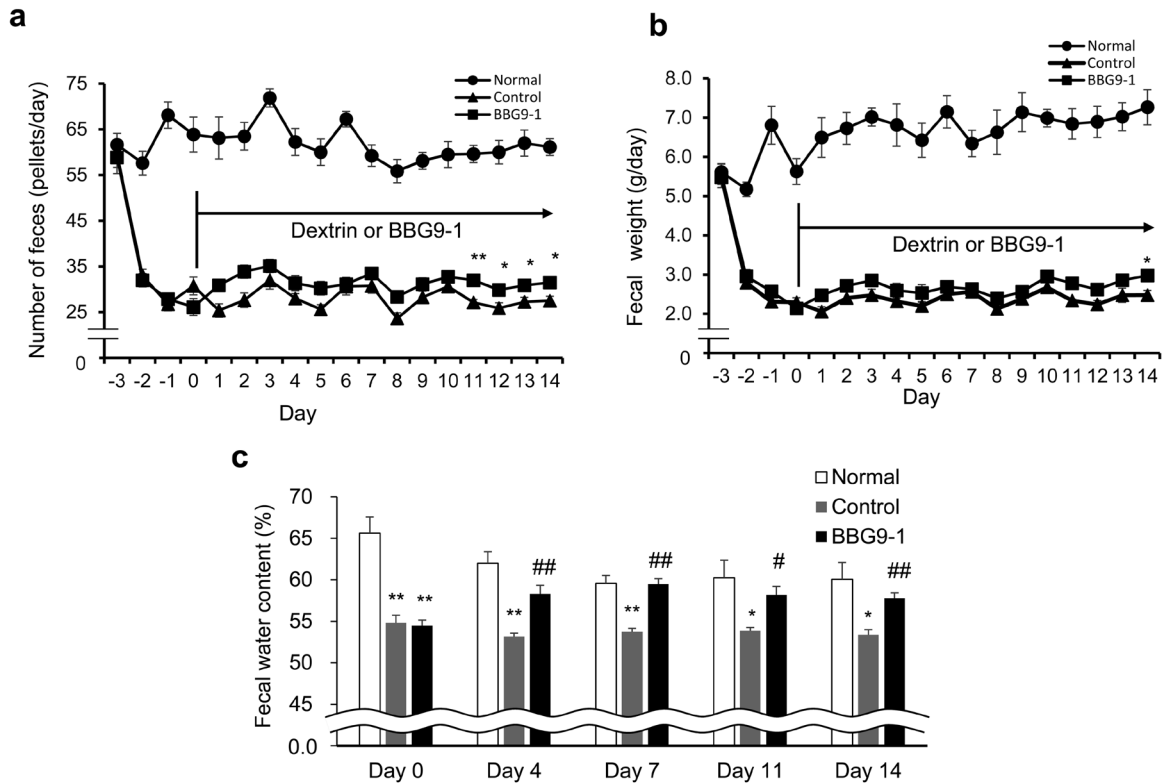 a
Number of feces (pellets/day)
75
65
55
45
35
25
0
Normal
Control
BBG9-1
Dextrin or BBG9-1
** * * *
-3 -2 -1 0 1 2 3 4 5 6 7 8 9 10 11 12 13 14
Day
b
Fecal weight (g/day)
8.0
7.0
6.0
5.0
4.0
3.0
2.0
0
Normal
Control
BBG9-1
Dextrin or BBG9-1
*
-3 -2 -1 0 1 2 3 4 5 6 7 8 9 10 11 12 13 14
Day
c
Fecal water content (%)
70
65
60
55
50
45
0.0
Normal
Control
BBG9-1
** ** ** ## ** ## * # * ##
Day 0 Day 4 Day 7 Day 11 Day 14